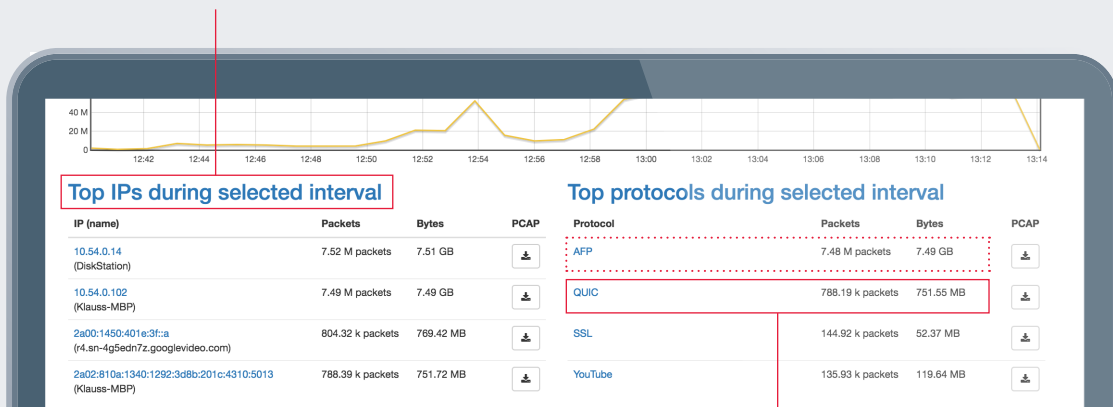 40 M
20 M
0
12:42 12:44 12:46 12:48 12:50 12:52 12:54 12:56 12:58 13:00 13:02 13:04 13:06 13:08 13:10 13:12 13:14
Top IPs during selected interval
IP (name) Packets Bytes PCAP
10.54.0.14 7.52 M packets 7.51 GB
(DiskStation)
10.54.0.102 7.49 M packets 7.49 GB
(Klauss-MBP)
2a00:1450:401e:3f::a 804.32 k packets 769.42 MB
(r4.sn-4g5edn7z.googlevideo.com)
2a02:810a:1340:1292:3d8b:201c:4310:5013 788.39 k packets 751.72 MB
(Klauss-MBP)
Top protocols during selected interval
Protocol Packets Bytes PCAP
AFP 7.48 M packets 7.49 GB
QUIC 788.19 k packets 751.55 MB
SSL 144.92 k packets 52.37 MB
YouTube 135.93 k packets 119.64 MB